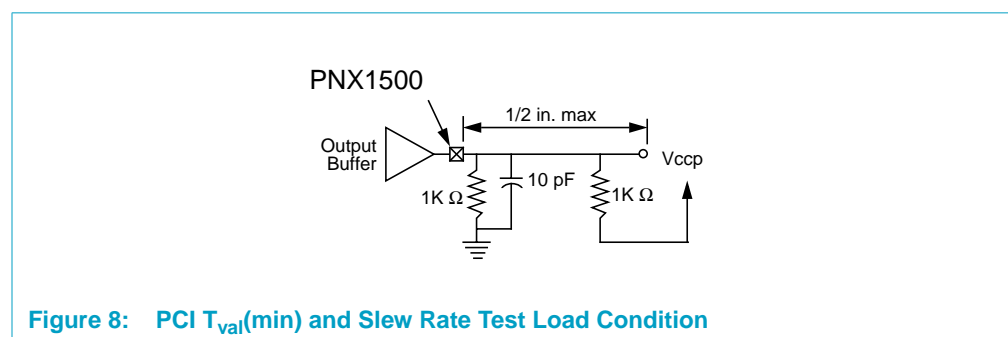 PNX1500
1/2 in. max
Output
Buffer
Vccp
10 pF
1K Ω
1K Ω
Figure 8: PCI Tval(min) and Slew Rate Test Load Condition